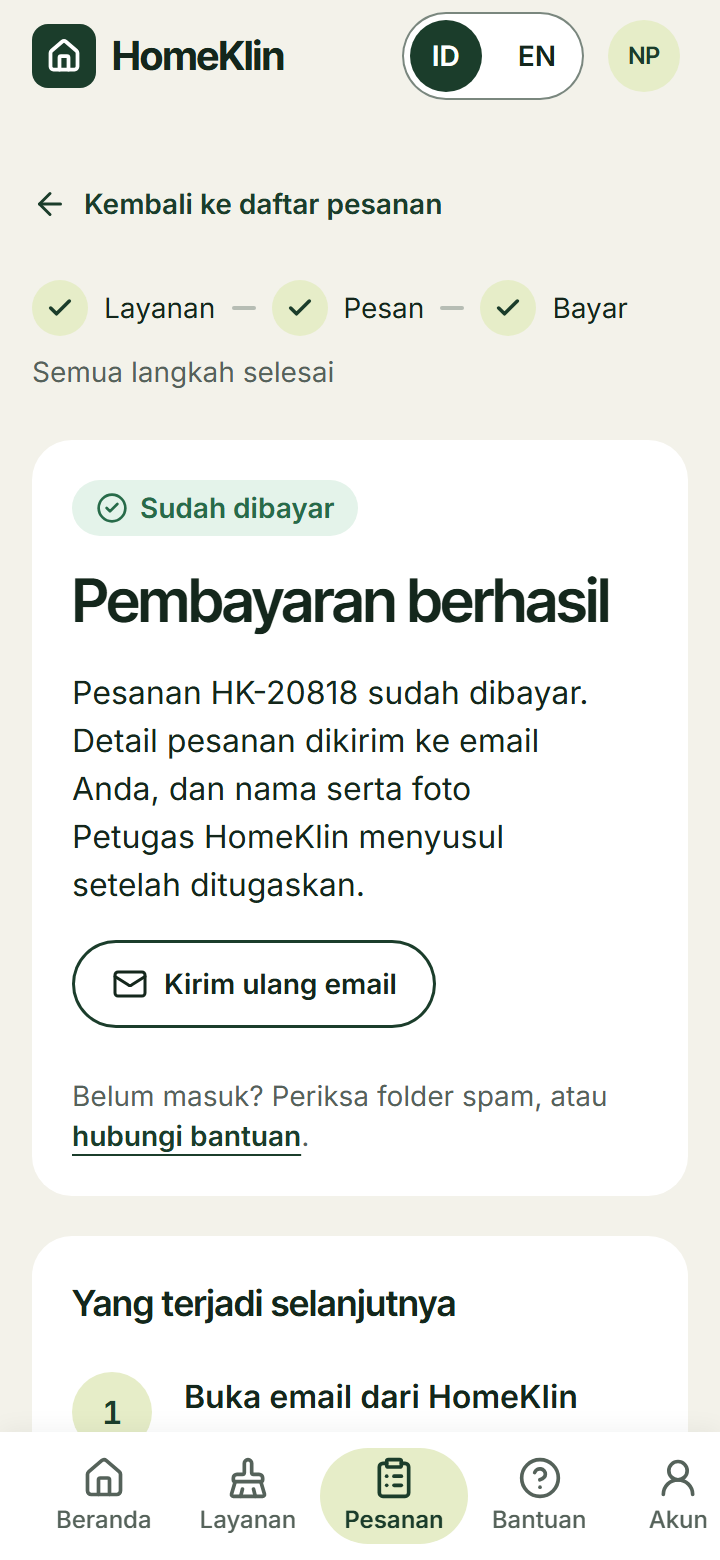 HomeKlin
ID EN
NP
Kembali ke daftar pesanan
Layanan Pesan Bayar
Semua langkah selesai
Sudah dibayar
Pembayaran berhasil
Pesanan HK-20818 sudah dibayar.
Detail pesanan dikirim ke email
Anda, dan nama serta foto
Petugas HomeKlin menyusul
setelah ditugaskan.
Kirim ulang email
Belum masuk? Periksa folder spam, atau
hubungi bantuan.
Yang terjadi selanjutnya
1 Buka email dari HomeKlin
Beranda Layanan Pesanan Bantuan Akun